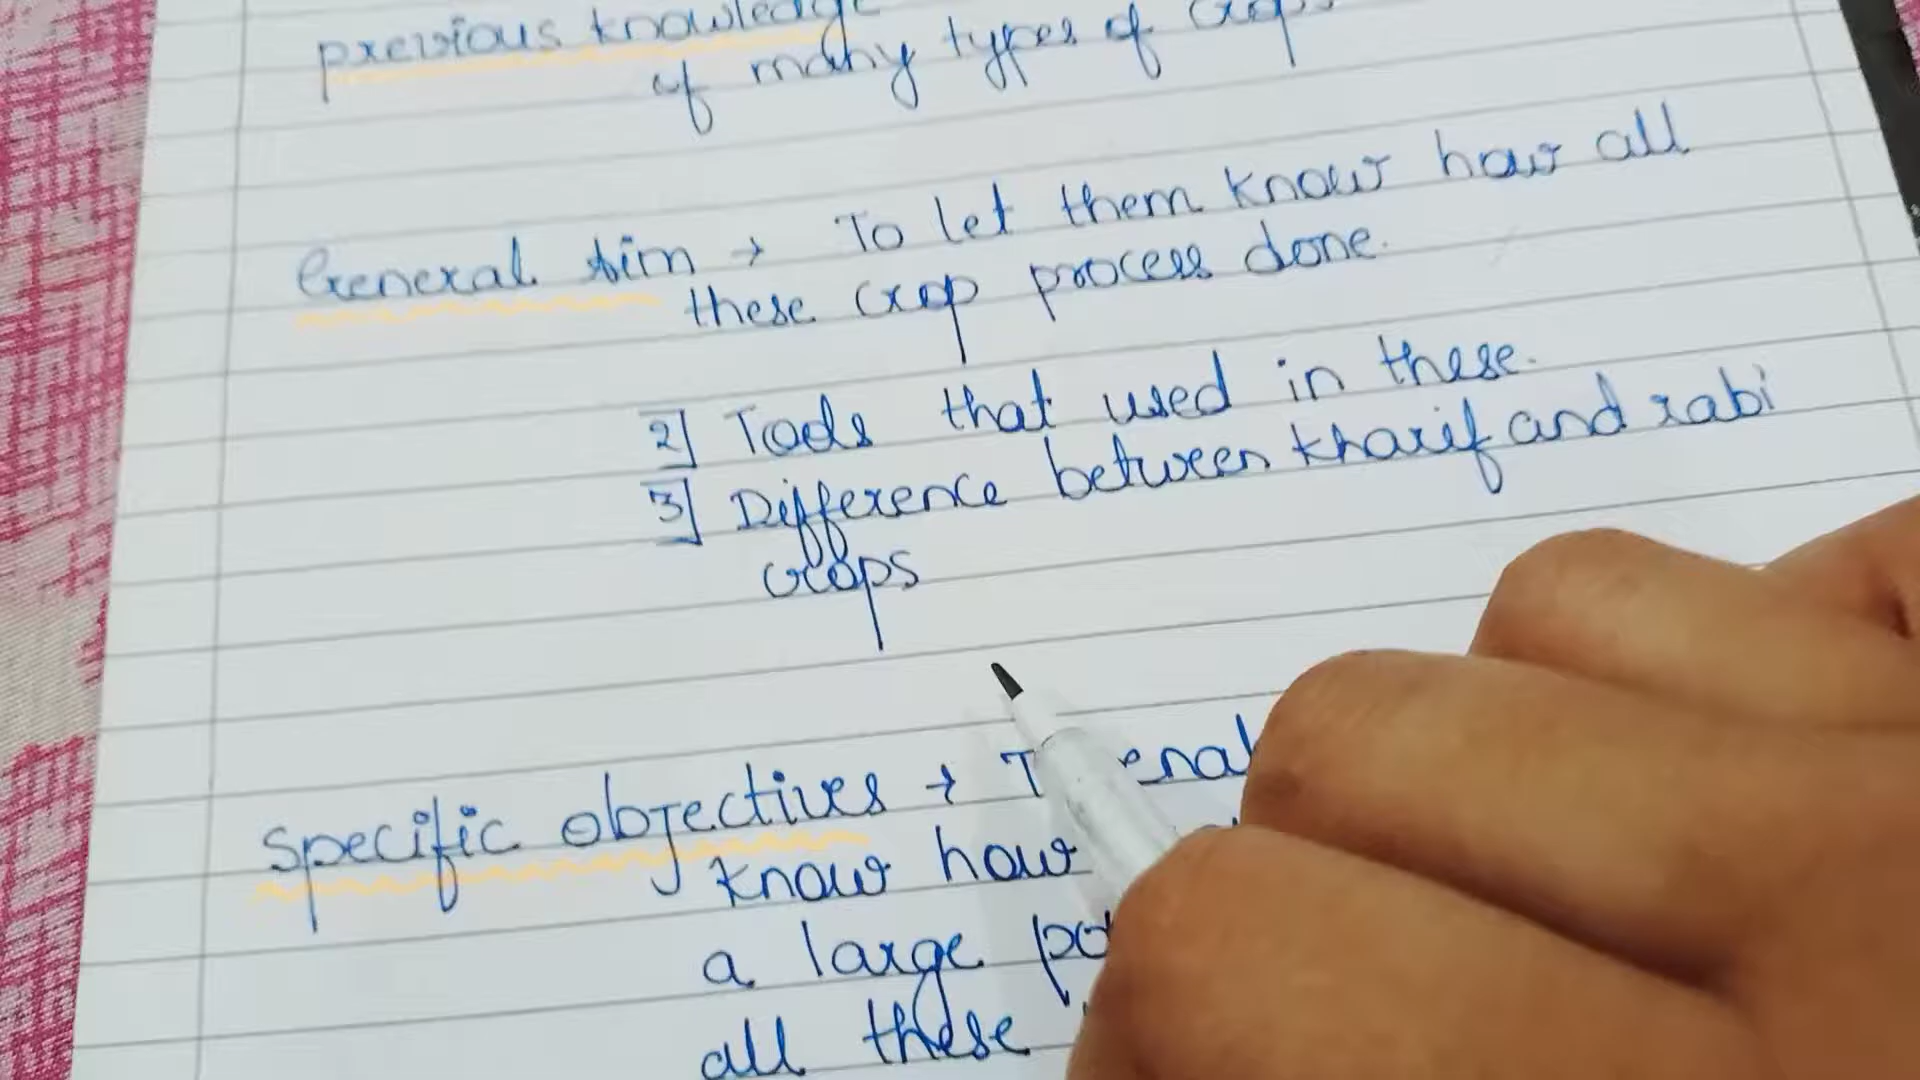 previous knowledge
of many types of crops
General Aim → To let them know how all
these crop process done.
2] Tools that used in these.
3] Difference between kharif and rabi
crops
Specific objectives → T
know how
a large
all these